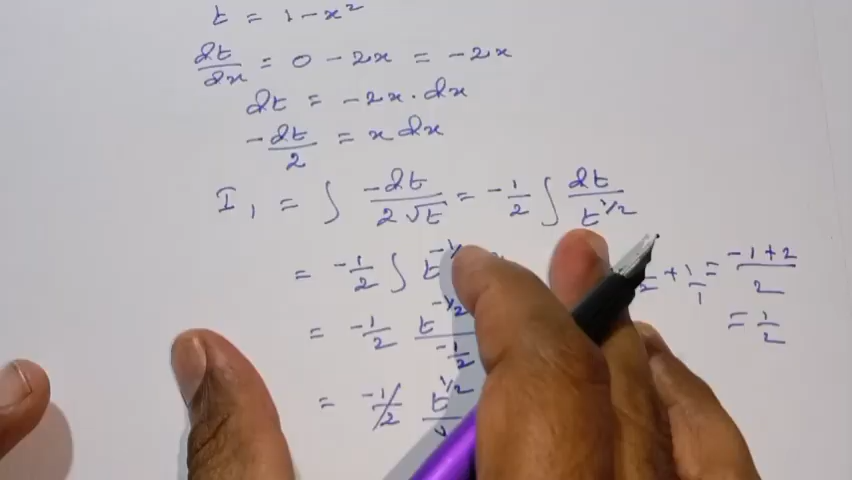 t = 1 - x²
dt/dx = 0 - 2x = -2x
dt = -2x · dx
-dt/2 = x dx
I₁ = ∫ -dt/2√t = -1/2 ∫ dt/t^1/2
= -1/2 ∫ t
= -1/2 t^-1/2 / -1/2
= -1/2 t^1/2
+ 1/1 = -1+2/2
= 1/2